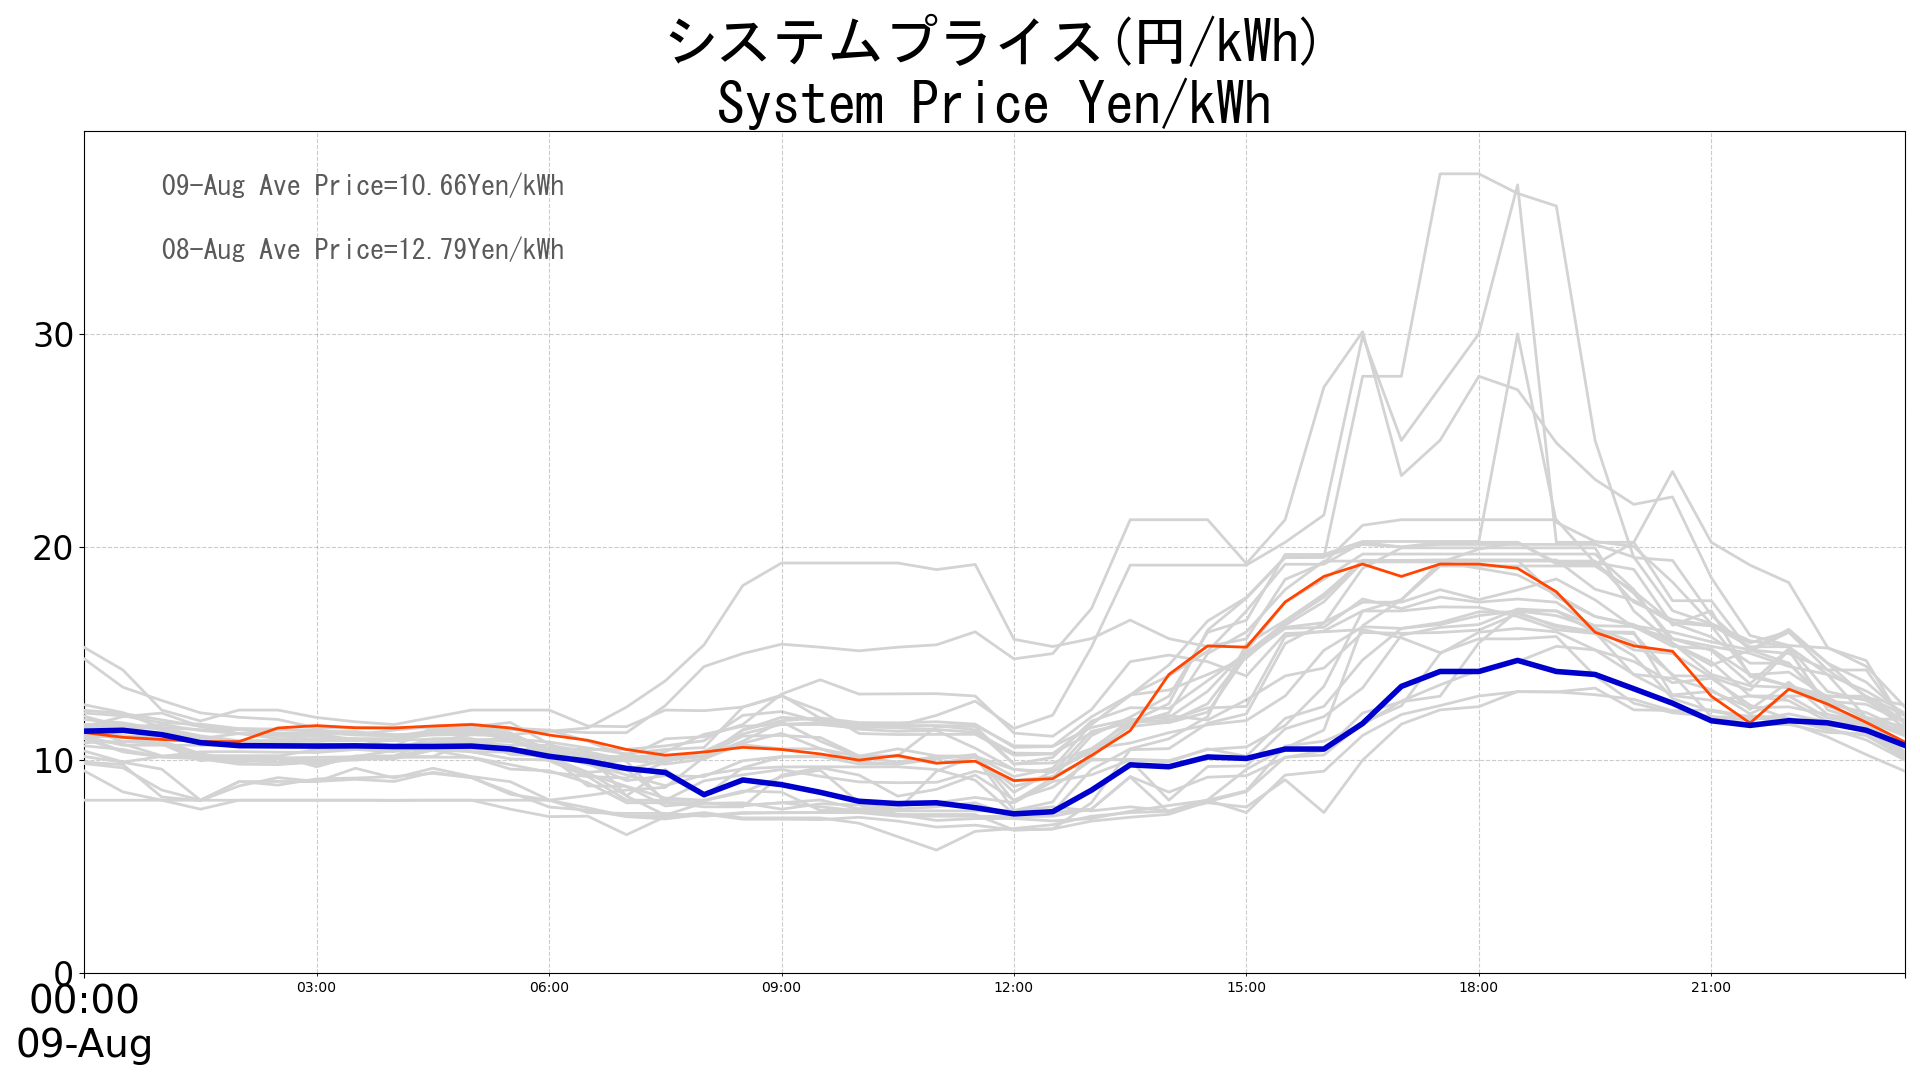 システムプライス(円/kWh)
System Price Yen/kWh
09-Aug Ave Price=10.66Yen/kWh
08-Aug Ave Price=12.79Yen/kWh
30
20
10
0
00:00
09-Aug
03:00
06:00
09:00
12:00
15:00
18:00
21:00